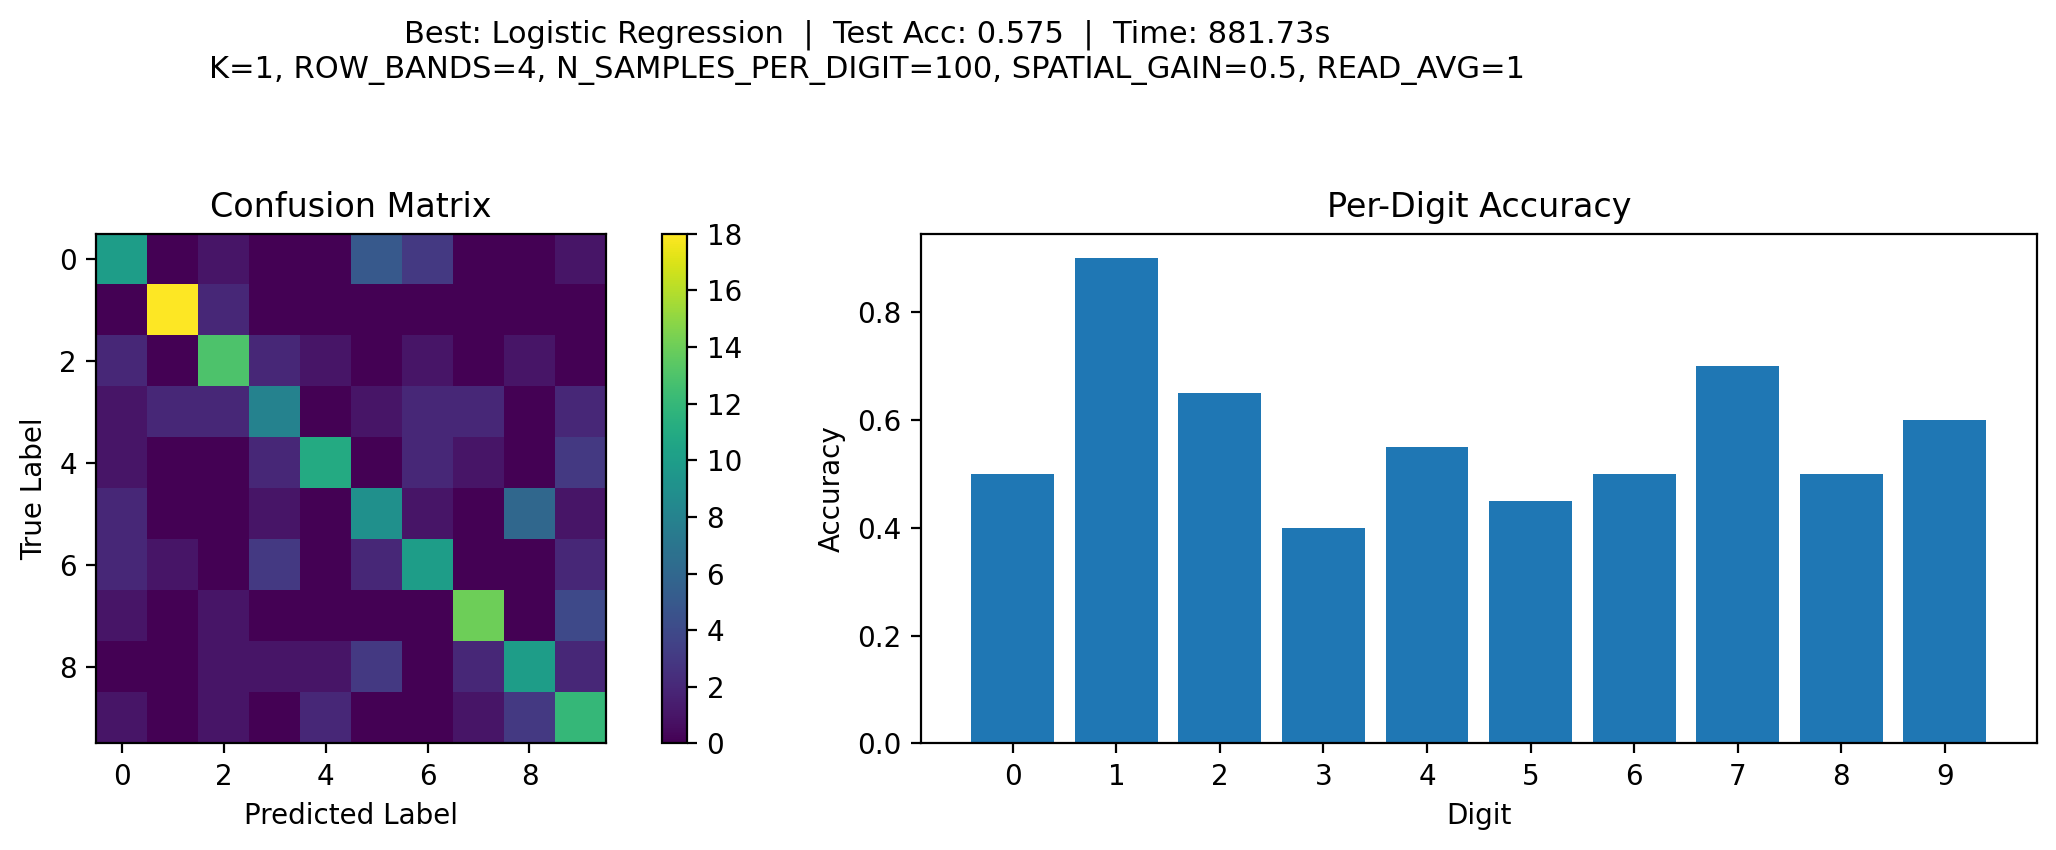 Best: Logistic Regression | Test Acc: 0.575 | Time: 881.73s
K=1, ROW_BANDS=4, N_SAMPLES_PER_DIGIT=100, SPATIAL_GAIN=0.5, READ_AVG=1
Confusion Matrix
True Label
0
2
4
6
8
0 2 4 6 8
Predicted Label
18
16
14
12
10
8
6
4
2
0
Per-Digit Accuracy
Accuracy
0.8
0.6
0.4
0.2
0.0
0 1 2 3 4 5 6 7 8 9
Digit